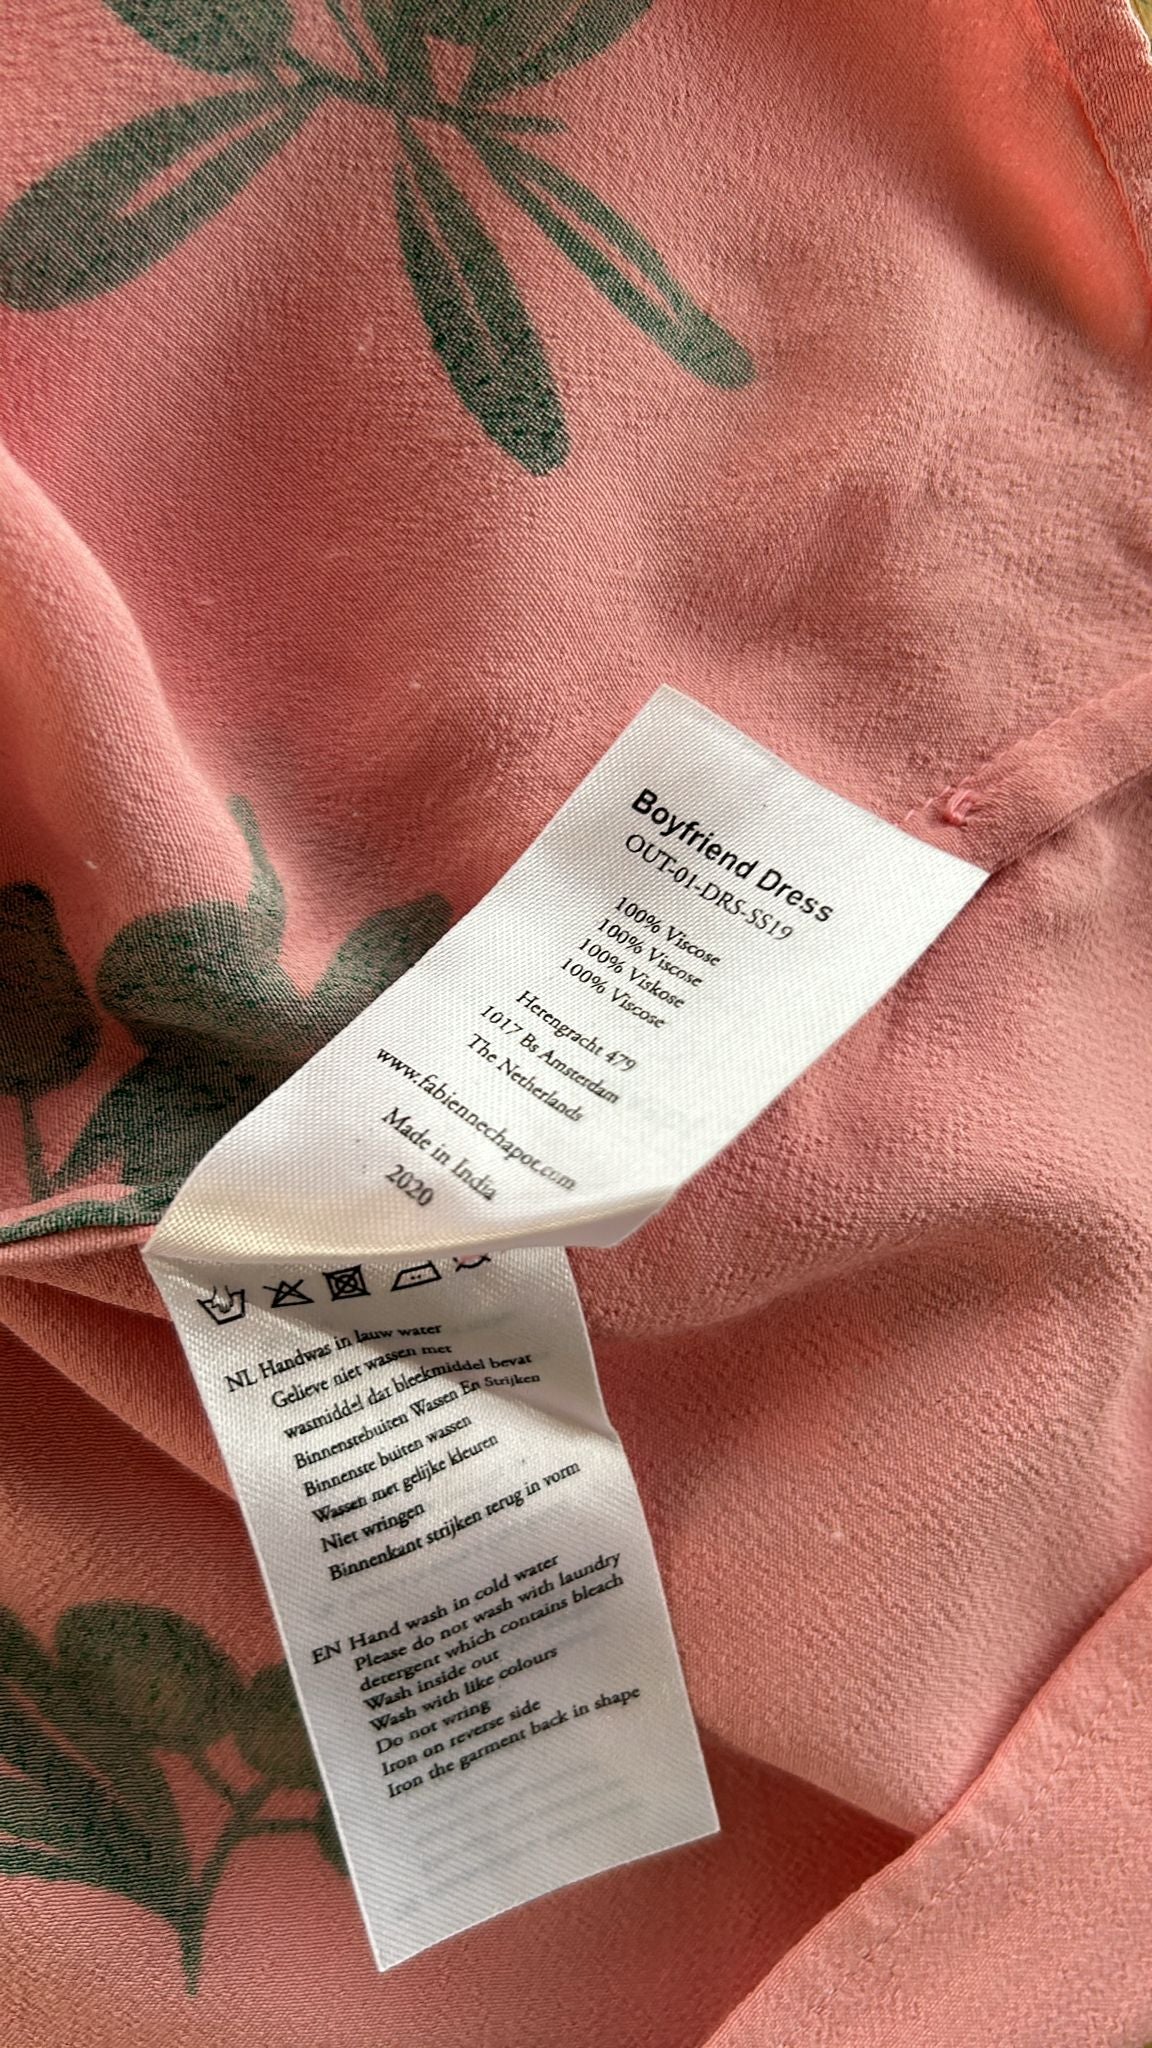 Boyfriend Dress
OUT-01-DRS-SS19
100% Viscose
100% Viscose
100% Viskose
100% Viscose
Herengracht 479
1017 Bs Amsterdam
The Netherlands
www.fabiennechapot.com
Made in India
2020
NL Handwas in lauw water
Gelieve niet wassen met
wasmiddel dat bleekmiddel bevat
Binnenstebuiten Wassen En Strijken
Binnenste buiten wassen
Wassen met gelijke kleuren
Niet wringen
Binnenkant strijken terug in vorm
EN Hand wash in cold water
Please do not wash with laundry
detergent which contains bleach
Wash inside out
Wash with like colours
Do not wring
Iron on reverse side
Iron the garment back in shape